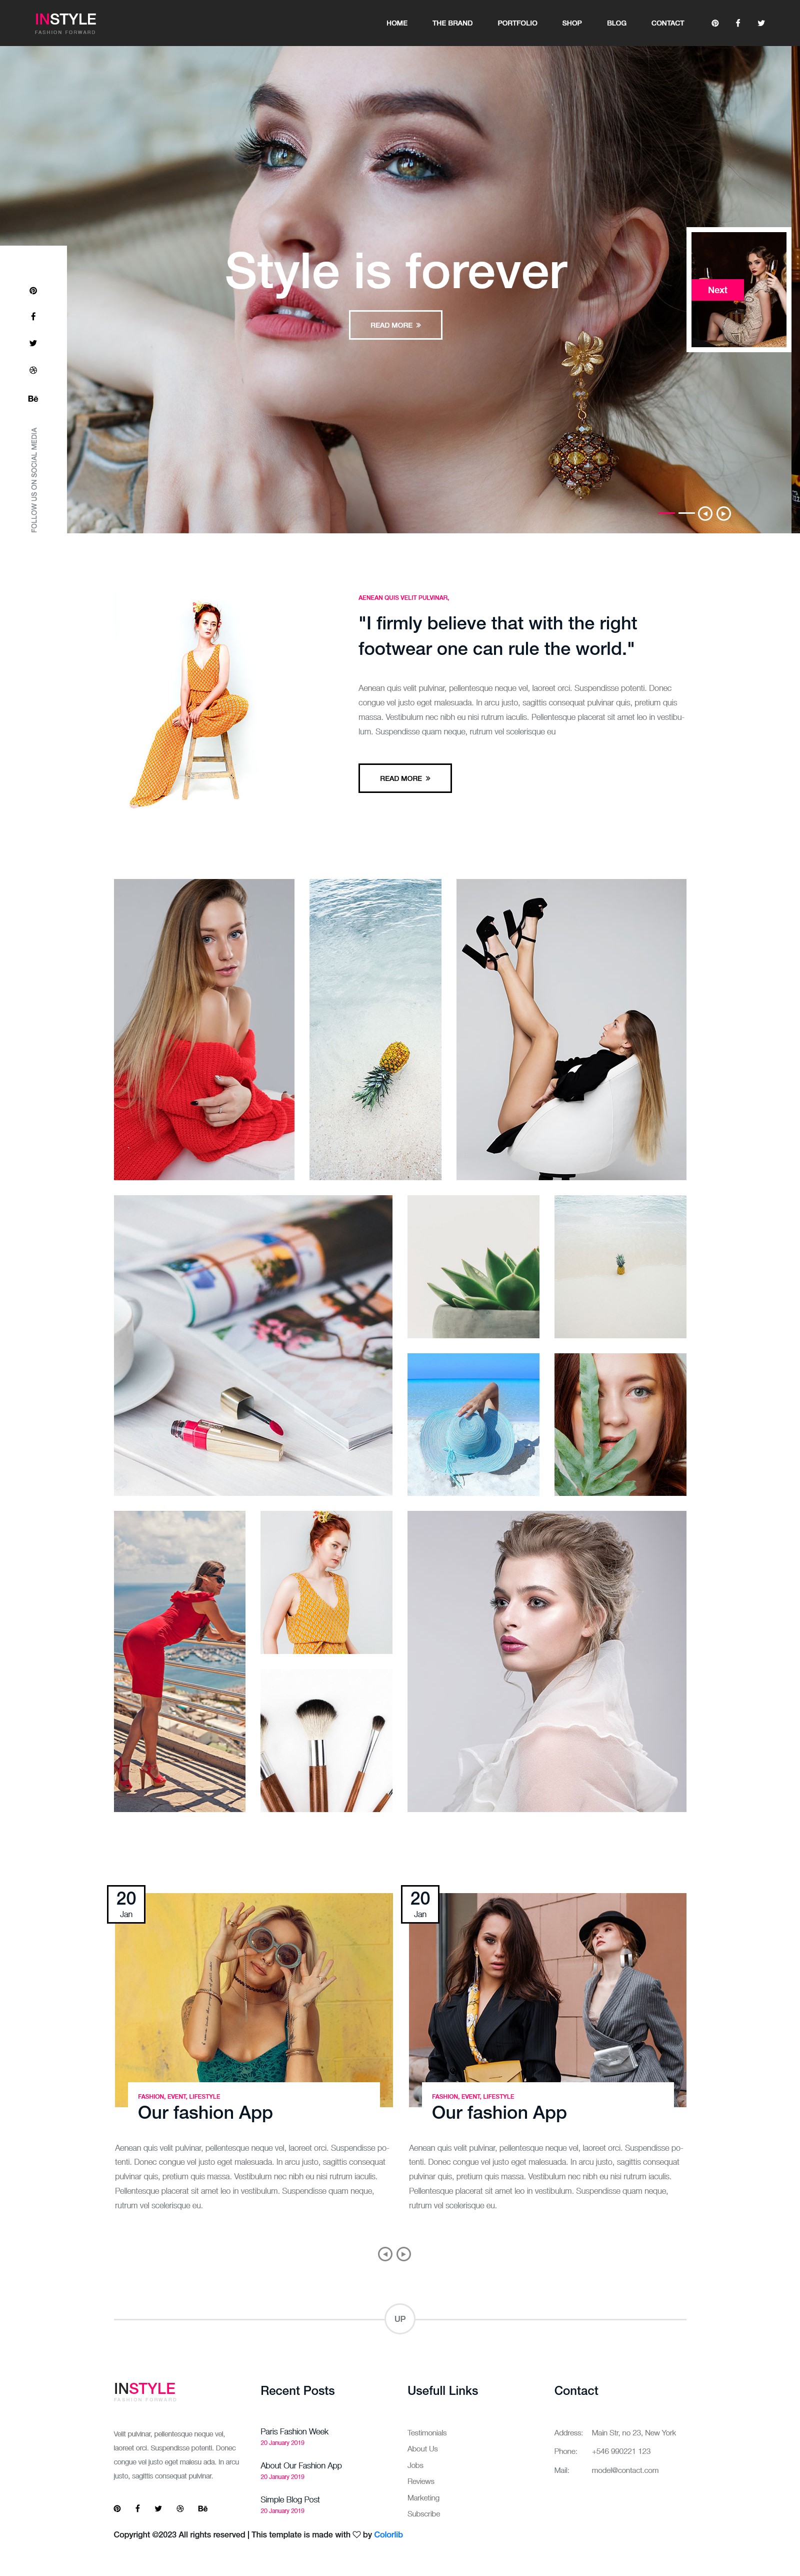 INSTYLE
FASHION FORWARD
HOME THE BRAND PORTFOLIO SHOP BLOG CONTACT
Style is forever
READ MORE »
Next
Bē
FOLLOW US ON SOCIAL MEDIA
AENEAN QUIS VELIT PULVINAR,
"I firmly believe that with the right
footwear one can rule the world."
Aenean quis velit pulvinar, pellentesque neque vel, laoreet orci. Suspendisse potenti. Donec
congue vel justo eget malesuada. In arcu justo, sagittis consequat pulvinar quis, pretium quis
massa. Vestibulum nec nibh eu nisi rutrum iaculis. Pellentesque placerat sit amet leo in vestibu-
lum. Suspendisse quam neque, rutrum vel scelerisque eu
READ MORE »
20
Jan
FASHION, EVENT, LIFESTYLE
Our fashion App
Aenean quis velit pulvinar, pellentesque neque vel, laoreet orci. Suspendisse po-
tenti. Donec congue vel justo eget malesuada. In arcu justo, sagittis consequat
pulvinar quis, pretium quis massa. Vestibulum nec nibh eu nisi rutrum iaculis.
Pellentesque placerat sit amet leo in vestibulum. Suspendisse quam neque,
rutrum vel scelerisque eu.
20
Jan
FASHION, EVENT, LIFESTYLE
Our fashion App
Aenean quis velit pulvinar, pellentesque neque vel, laoreet orci. Suspendisse po-
tenti. Donec congue vel justo eget malesuada. In arcu justo, sagittis consequat
pulvinar quis, pretium quis massa. Vestibulum nec nibh eu nisi rutrum iaculis.
Pellentesque placerat sit amet leo in vestibulum. Suspendisse quam neque,
rutrum vel scelerisque eu.
UP
INSTYLE
FASHION FORWARD
Velit pulvinar, pellentesque neque vel,
laoreet orci. Suspendisse potenti. Donec
congue vel justo eget malesu ada. In arcu
justo, sagittis consequat pulvinar.
Bē
Recent Posts
Paris Fashion Week
20 January 2019
About Our Fashion App
20 January 2019
Simple Blog Post
20 January 2019
Usefull Links
Testimonials
About Us
Jobs
Reviews
Marketing
Subscribe
Contact
Address: Main Str, no 23, New York
Phone: +546 990221 123
Mail: model@contact.com
Copyright ©2023 All rights reserved | This template is made with ♡ by Colorlib